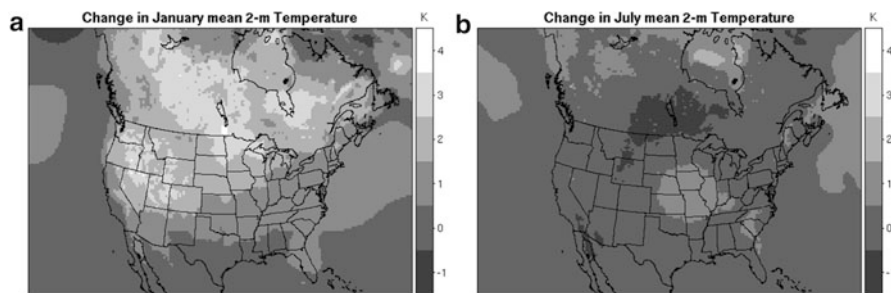 a
Change in January mean 2-m Temperature
K
4
3
2
1
0
-1
b
Change in July mean 2-m Temperature
K
4
3
2
1
0
-1